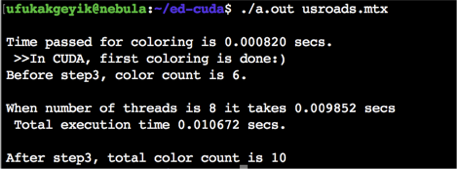 ufukakgeyik@nebula:~/ed-cuda$ ./a.out usroads.mtx
Time passed for coloring is 0.000820 secs.
>>In CUDA, first coloring is done:)
Before step3, color count is 6.
When number of threads is 8 it takes 0.009852 secs
Total execution time 0.010672 secs.
After step3, total color count is 10